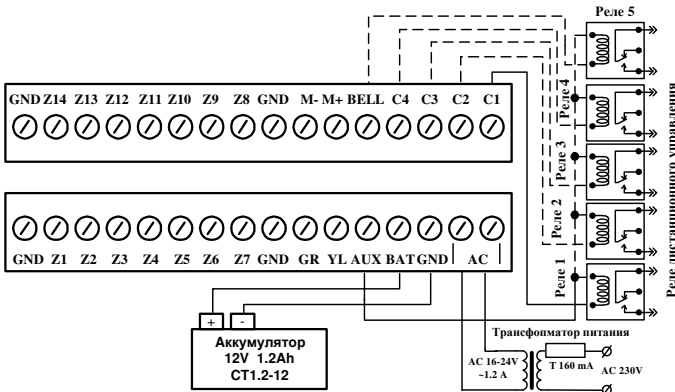 Реле 5
GND Z14 Z13 Z12 Z11 Z10 Z9 Z8 GND M- M+ BELL C4 C3 C2 C1
Реле 4
Реле 3
Реле 2
Реле 1
Реле дистанционного управления
GND Z1 Z2 Z3 Z4 Z5 Z6 Z7 GND GR YL AUX BAT GND AC
+ -
Аккумулятор
12V 1.2Ah
CT1.2-12
Трансфопматор питания
AC 16-24V
~1.2 A
T 160 mA
AC 230V